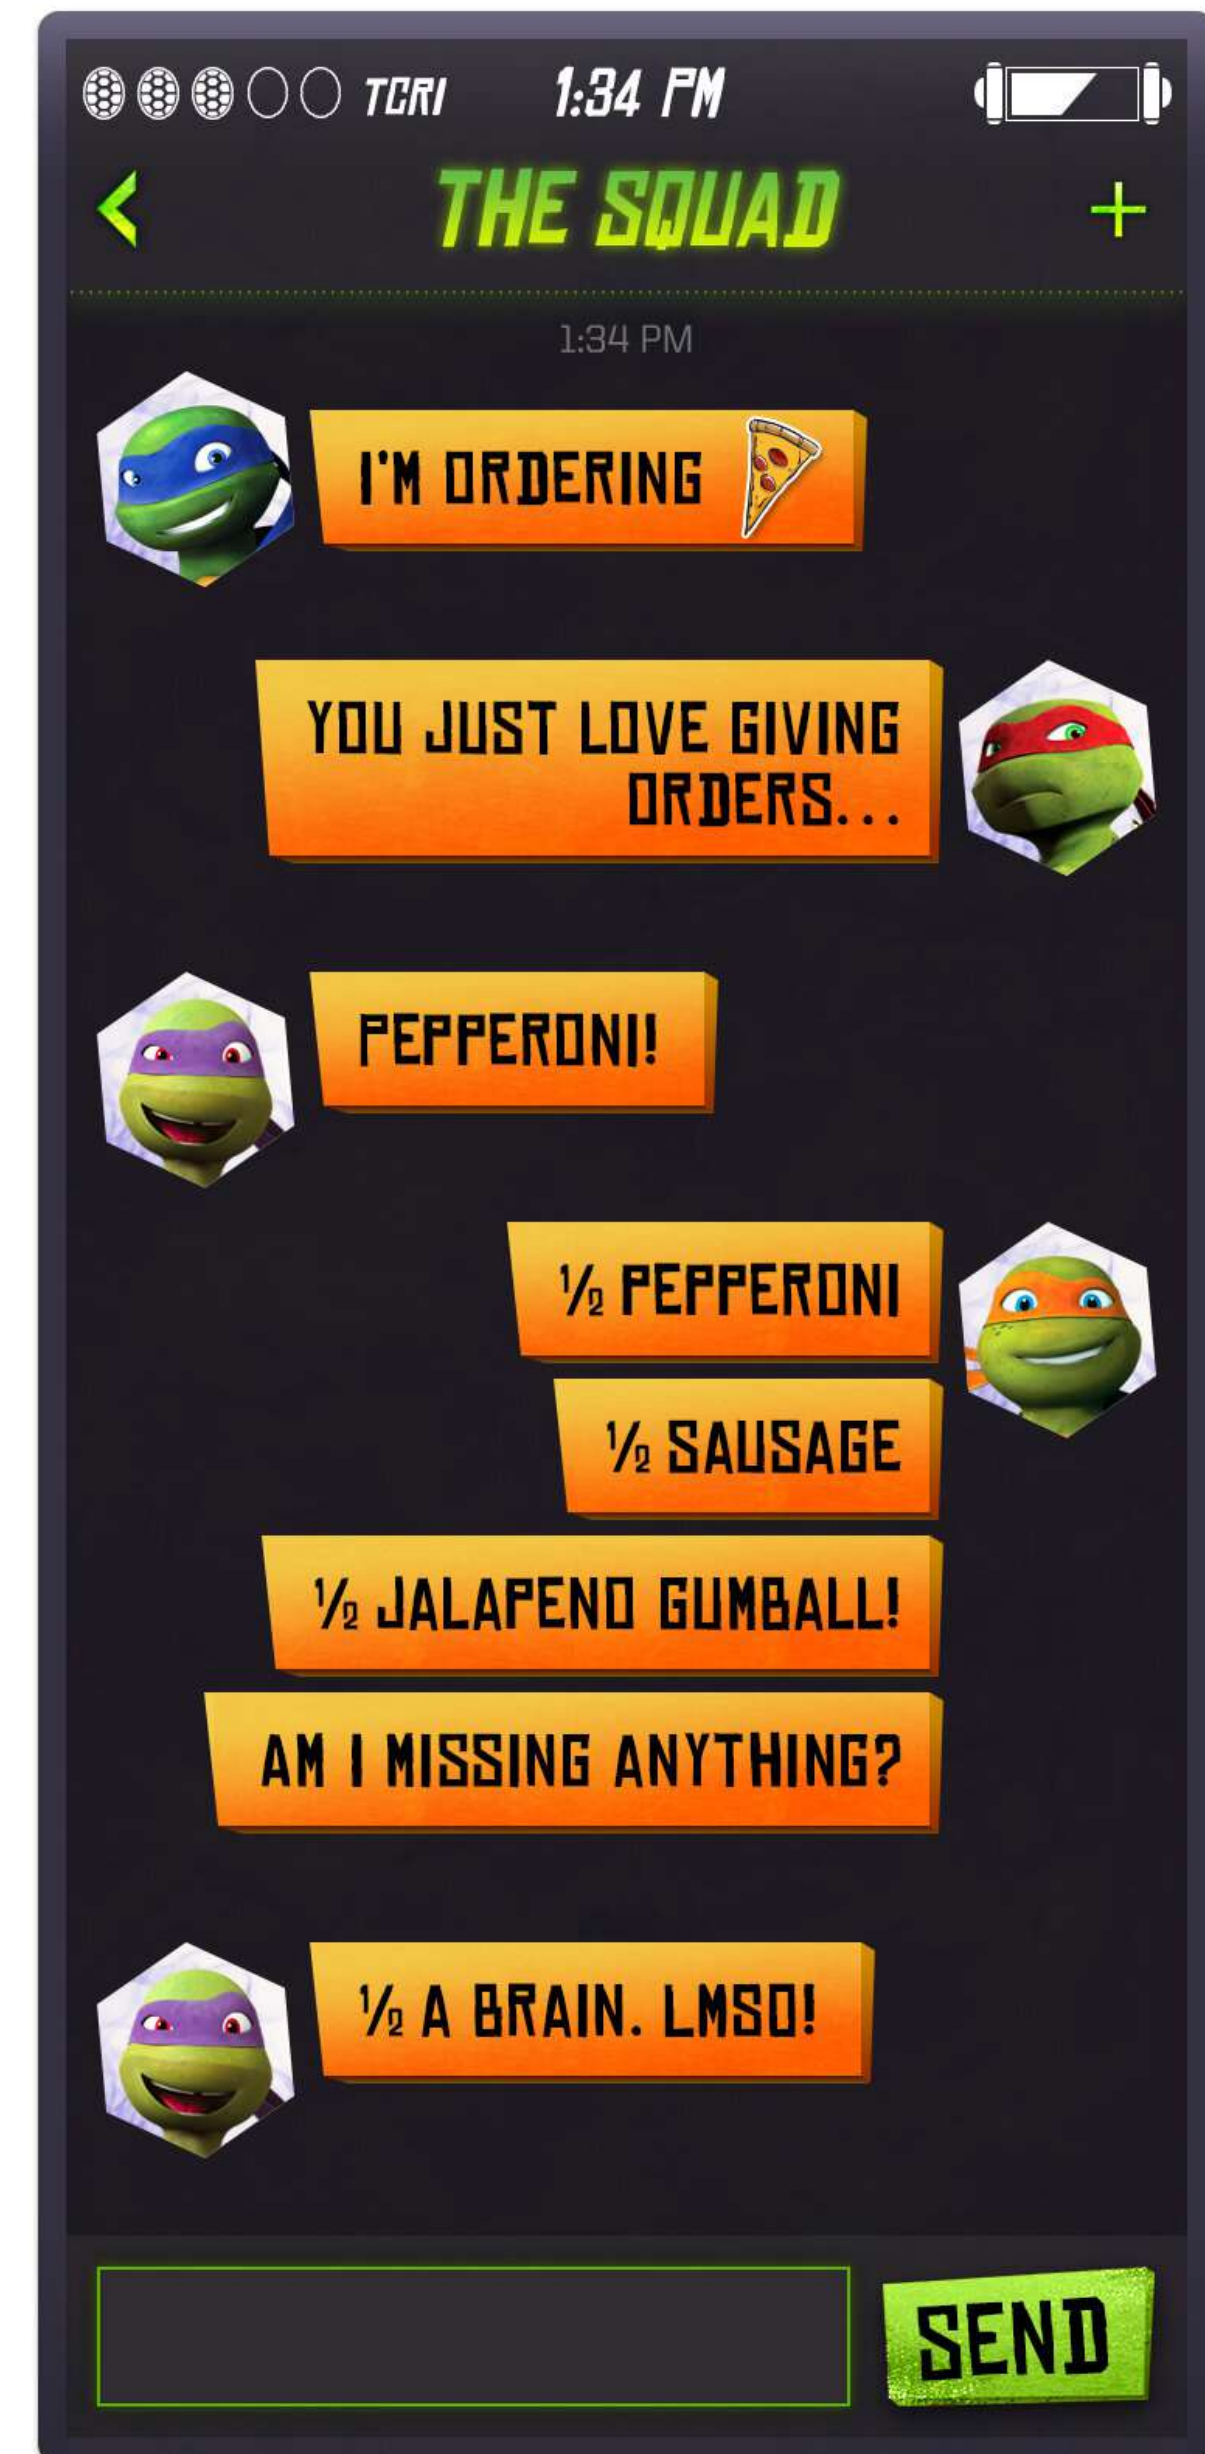 TCRI 1:34 PM
THE SQUAD
1:34 PM
I'M ORDERING
YOU JUST LOVE GIVING
ORDERS...
PEPPERONI!
½ PEPPERONI
½ SAUSAGE
½ JALAPENO GUMBALL!
AM I MISSING ANYTHING?
½ A BRAIN. LMSO!
SEND